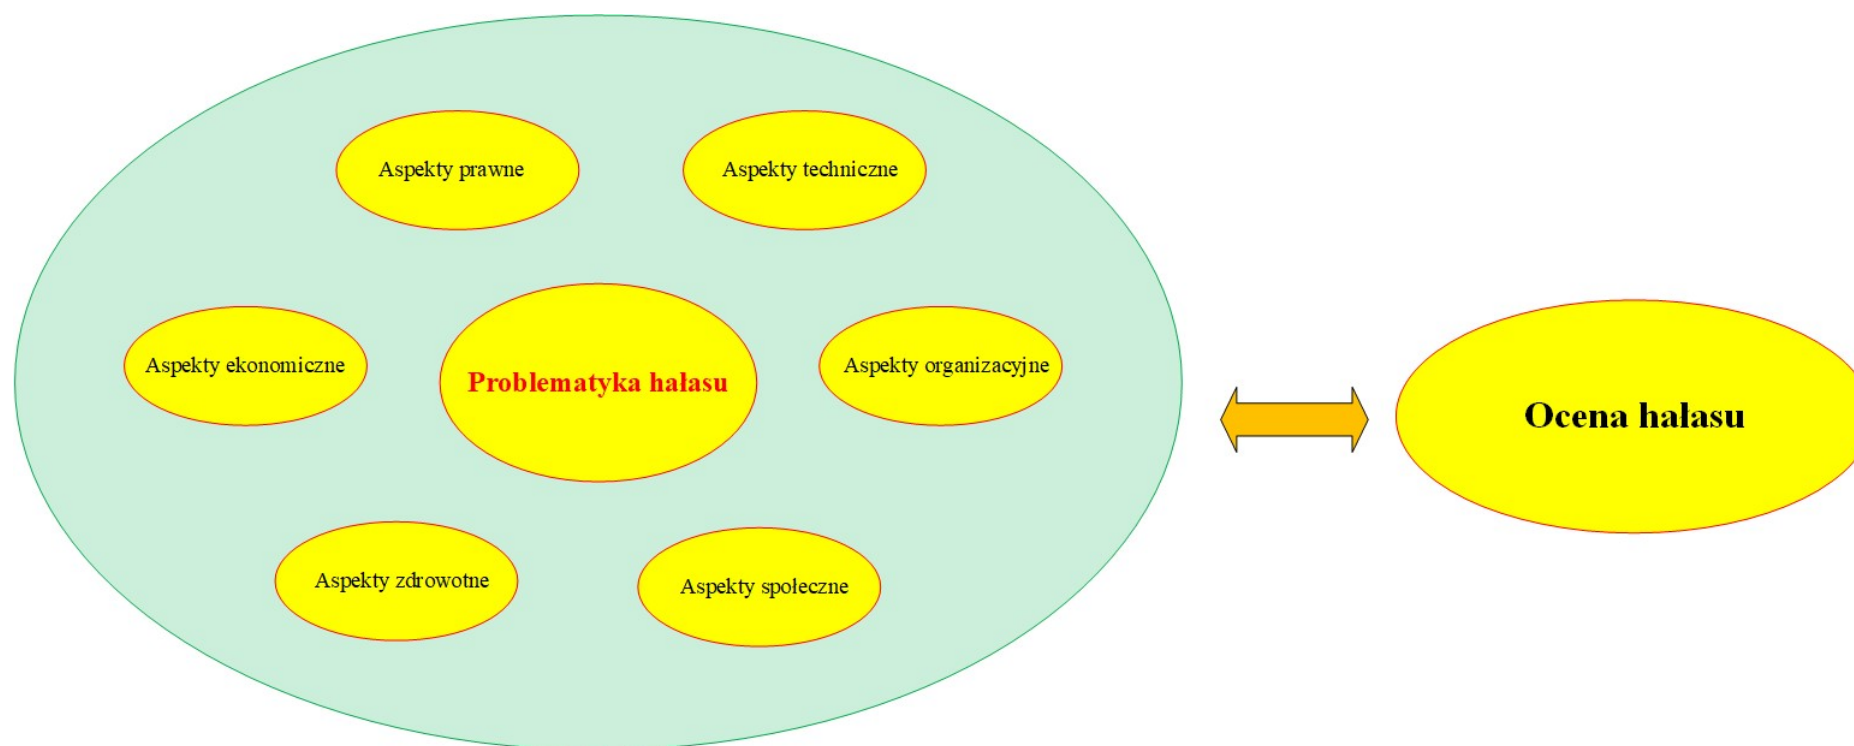 Aspekty prawne
Aspekty techniczne
Aspekty ekonomiczne
Problematyka hałasu
Aspekty organizacyjne
Ocena hałasu
Aspekty zdrowotne
Aspekty społeczne